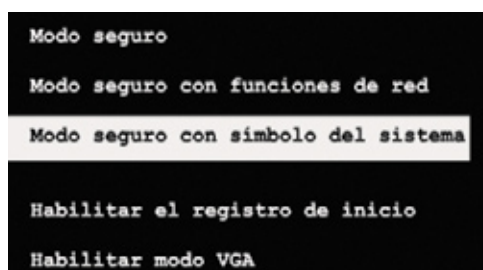 Modo seguro
Modo seguro con funciones de red
Modo seguro con símbolo del sistema
Habilitar el registro de inicio
Habilitar modo VGA